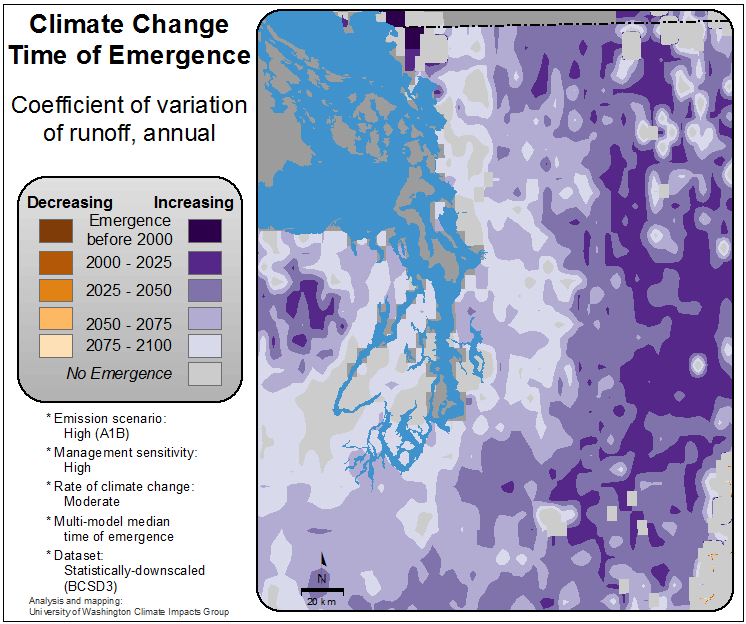 Climate Change
Time of Emergence
Coefficient of variation
of runoff, annual
Decreasing Increasing
Emergence
before 2000
2000 - 2025
2025 - 2050
2050 - 2075
2075 - 2100
No Emergence
* Emission scenario:
High (A1B)
* Management sensitivity:
High
* Rate of climate change:
Moderate
* Multi-model median
time of emergence
* Dataset:
Statistically-downscaled
(BCSD3)
Analysis and mapping:
University of Washington Climate Impacts Group
N
20 km